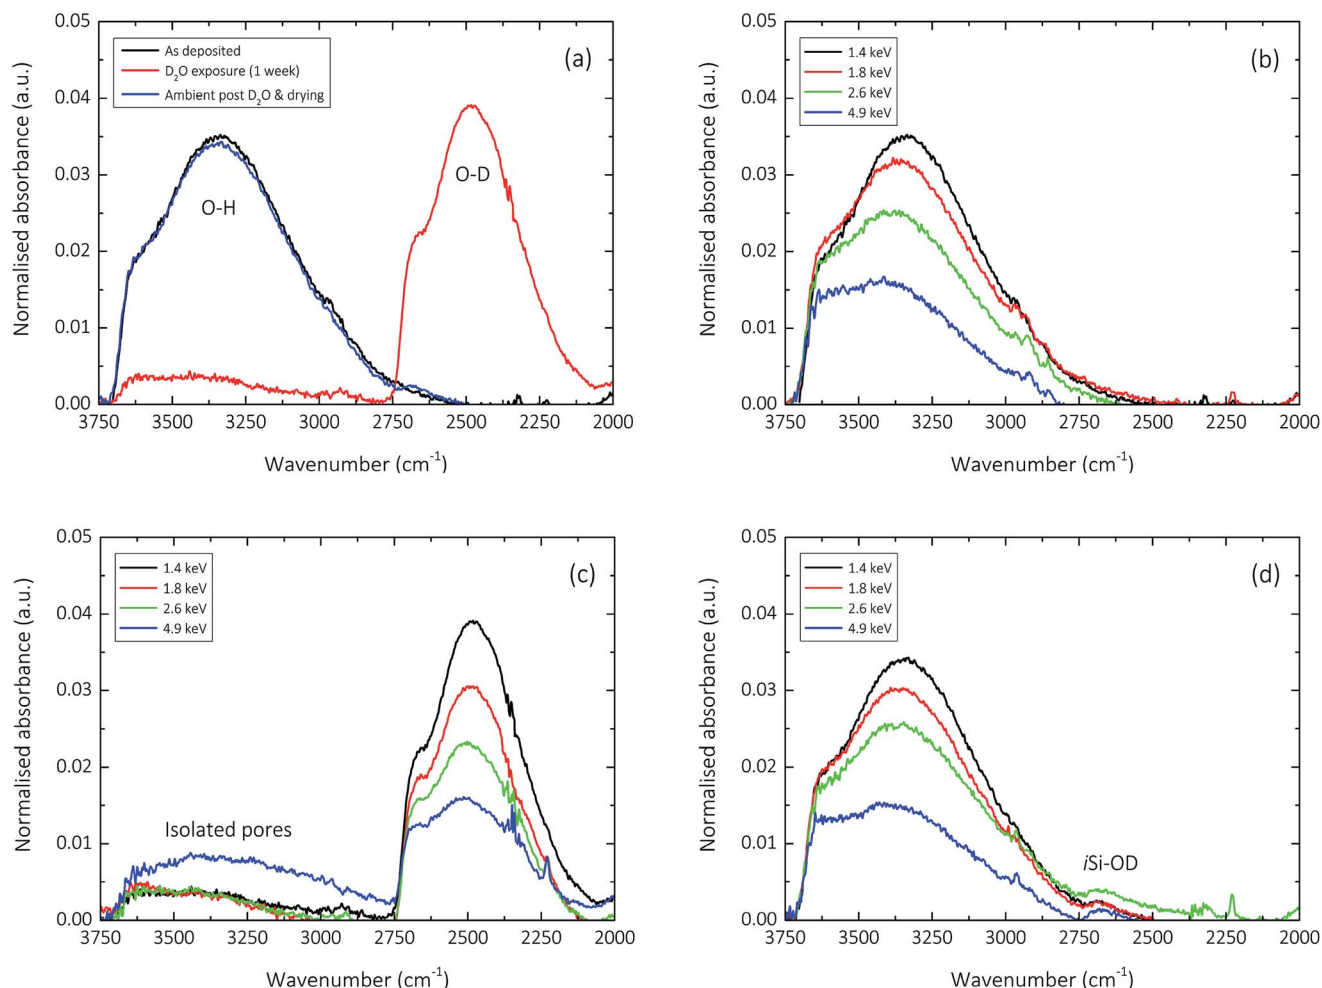 (a)
As deposited
D₂O exposure (1 week)
Ambient post D₂O & drying
O-H
O-D
0.05
0.04
0.03
0.02
0.01
0.00
3750 3500 3250 3000 2750 2500 2250 2000
Normalised absorbance (a.u.)
Wavenumber (cm⁻¹)
(b)
1.4 keV
1.8 keV
2.6 keV
4.9 keV
0.05
0.04
0.03
0.02
0.01
0.00
3750 3500 3250 3000 2750 2500 2250 2000
Normalised absorbance (a.u.)
Wavenumber (cm⁻¹)
(c)
1.4 keV
1.8 keV
2.6 keV
4.9 keV
Isolated pores
0.05
0.04
0.03
0.02
0.01
0.00
3750 3500 3250 3000 2750 2500 2250 2000
Normalised absorbance (a.u.)
Wavenumber (cm⁻¹)
(d)
1.4 keV
1.8 keV
2.6 keV
4.9 keV
iSi-OD
0.05
0.04
0.03
0.02
0.01
0.00
3750 3500 3250 3000 2750 2500 2250 2000
Normalised absorbance (a.u.)
Wavenumber (cm⁻¹)